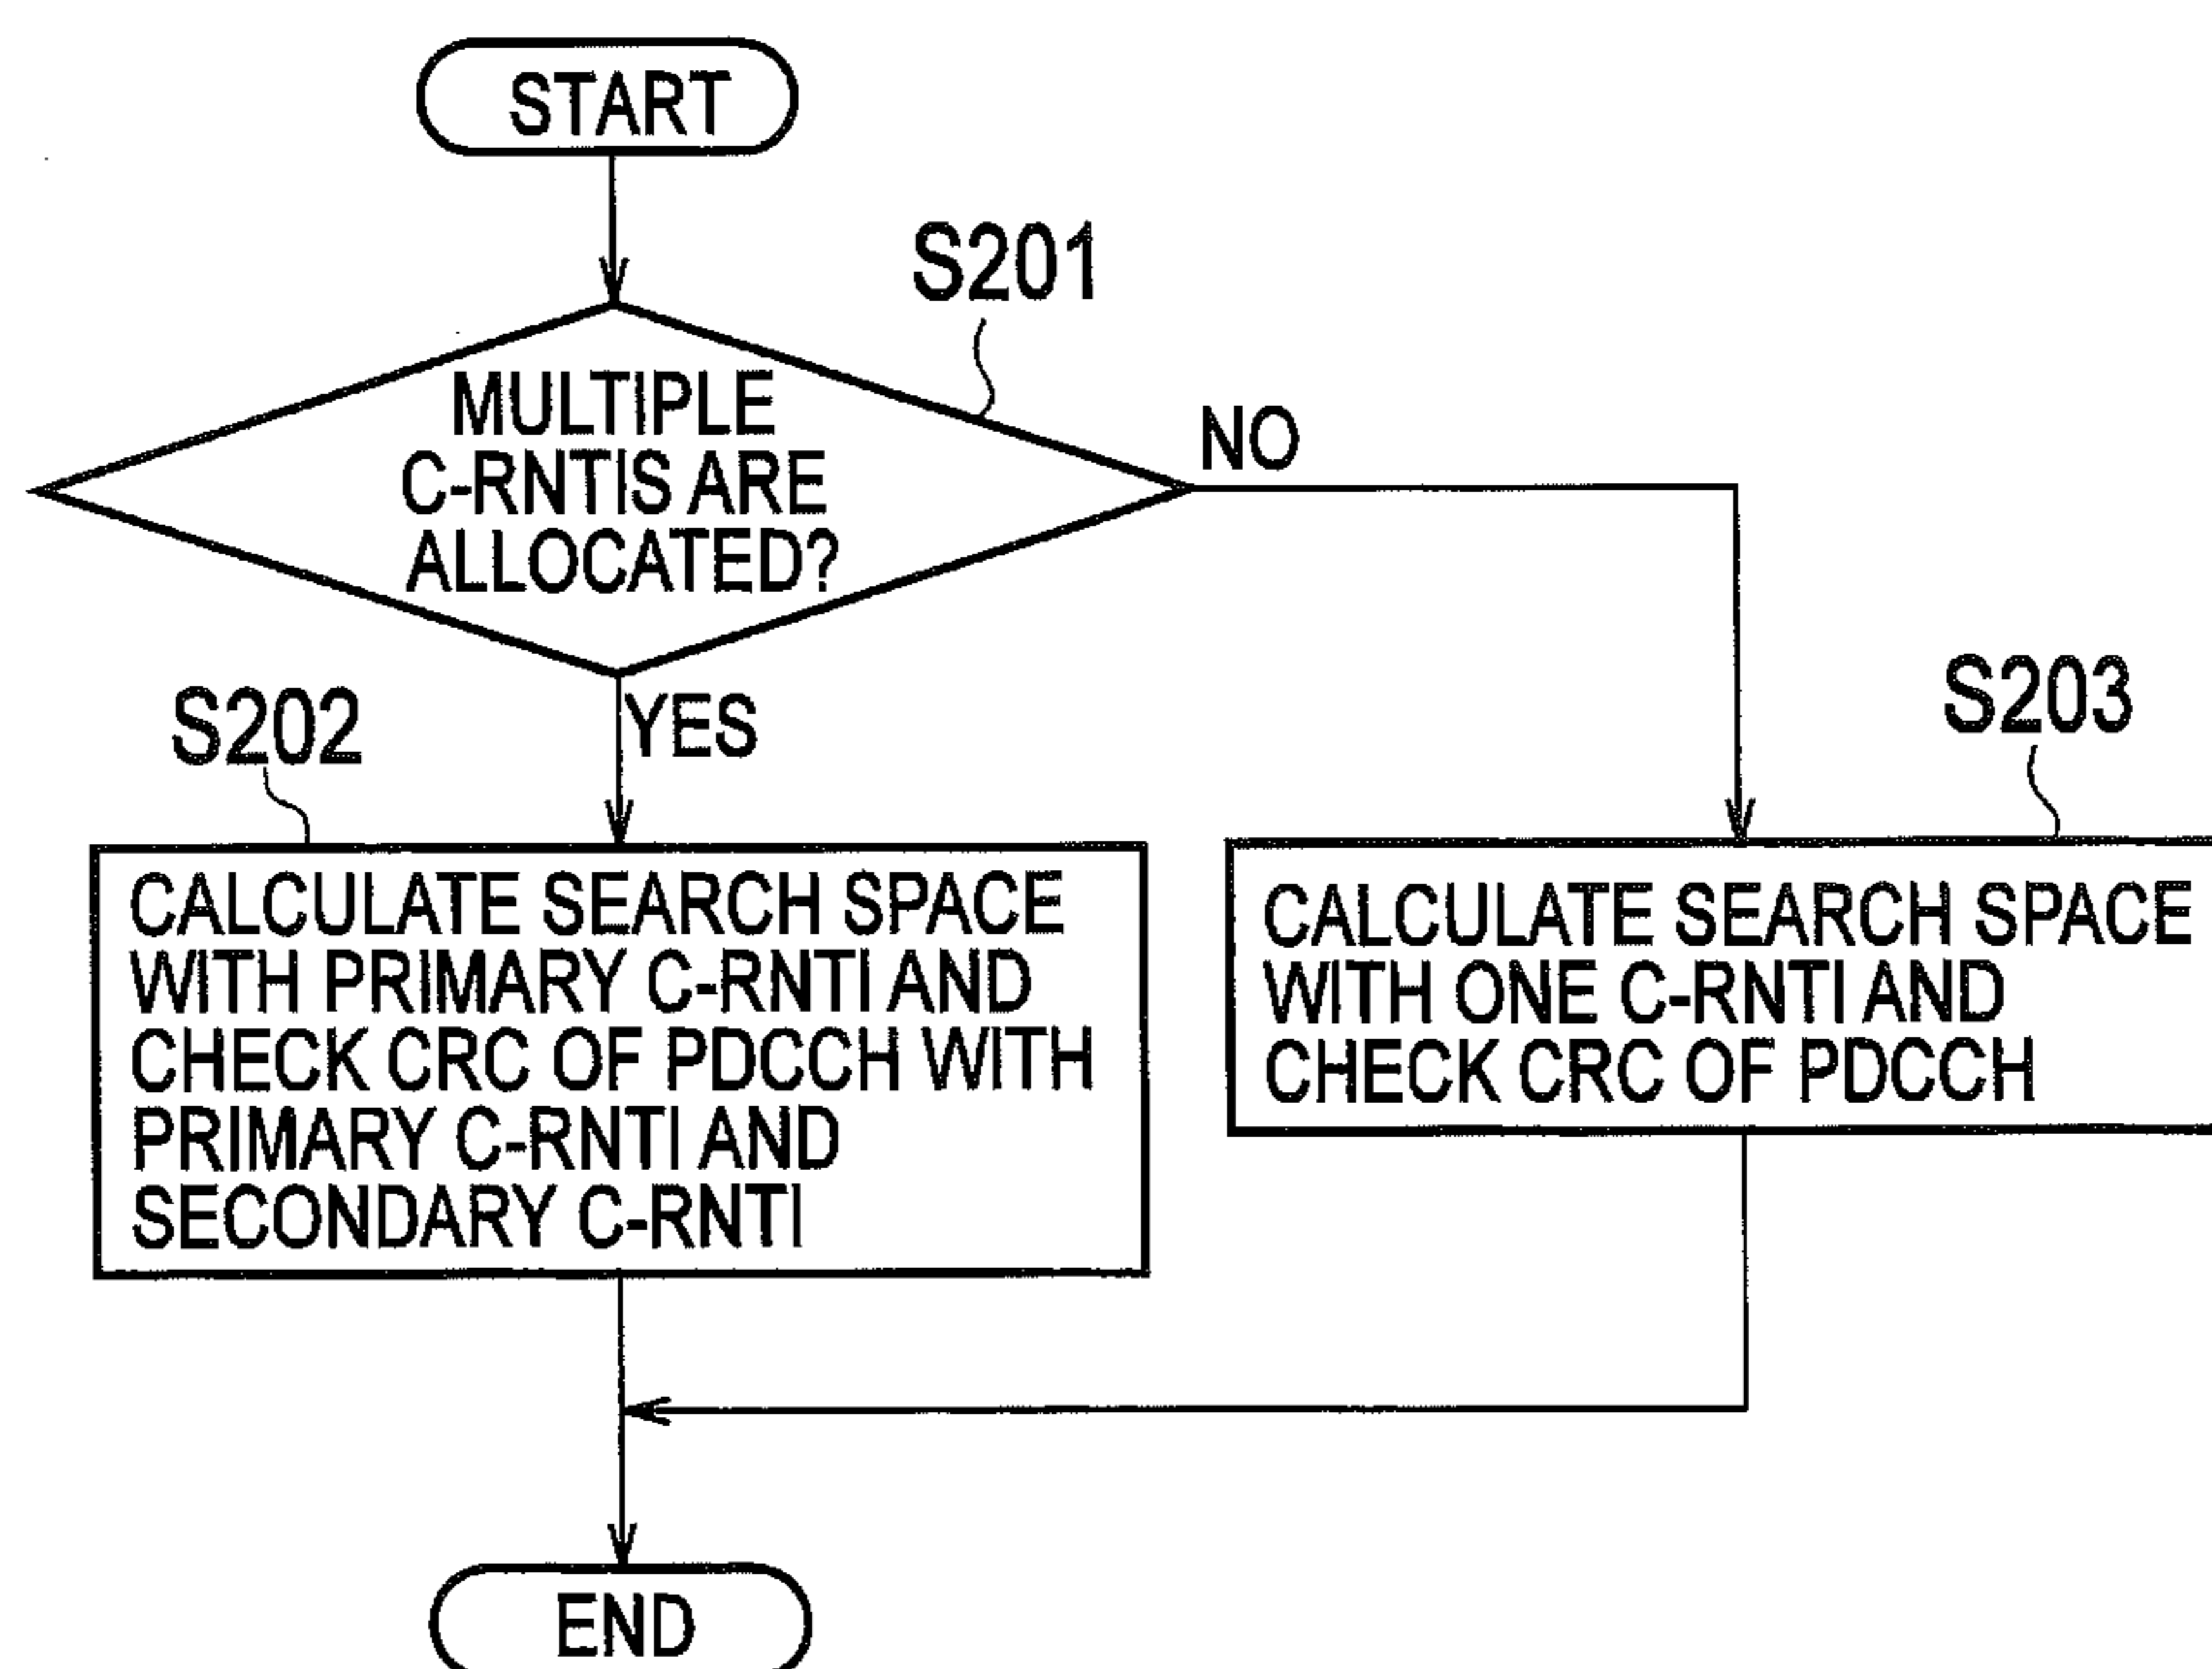 START
S201
MULTIPLE
C-RNTIS ARE
ALLOCATED?
NO
YES
S202
CALCULATE SEARCH SPACE
WITH PRIMARY C-RNTI AND
CHECK CRC OF PDCCH WITH
PRIMARY C-RNTI AND
SECONDARY C-RNTI
S203
CALCULATE SEARCH SPACE
WITH ONE C-RNTI AND
CHECK CRC OF PDCCH
END